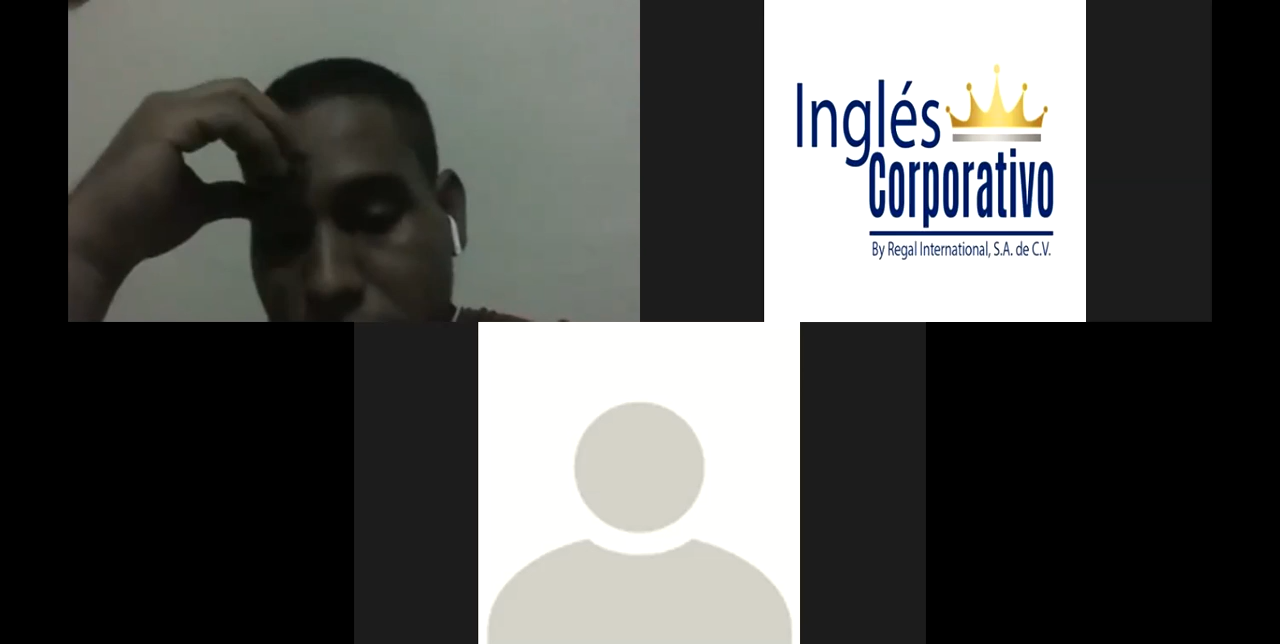 Inglés
Corporativo
By Regal International, S.A. de C.V.